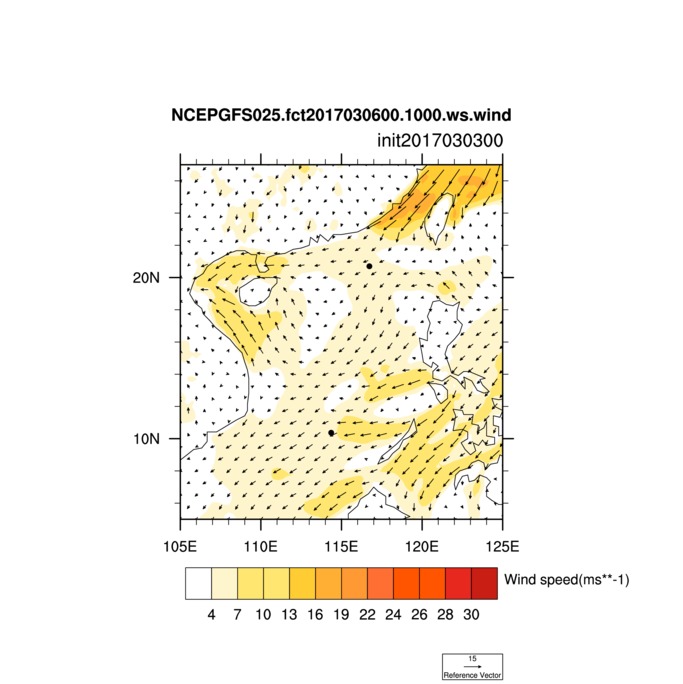 NCEPGFS025.fct2017030600.1000.ws.wind
init2017030300
20N
10N
105E 110E 115E 120E 125E
Wind speed(ms**-1)
4 7 10 13 16 19 22 24 26 28 30
15
Reference Vector